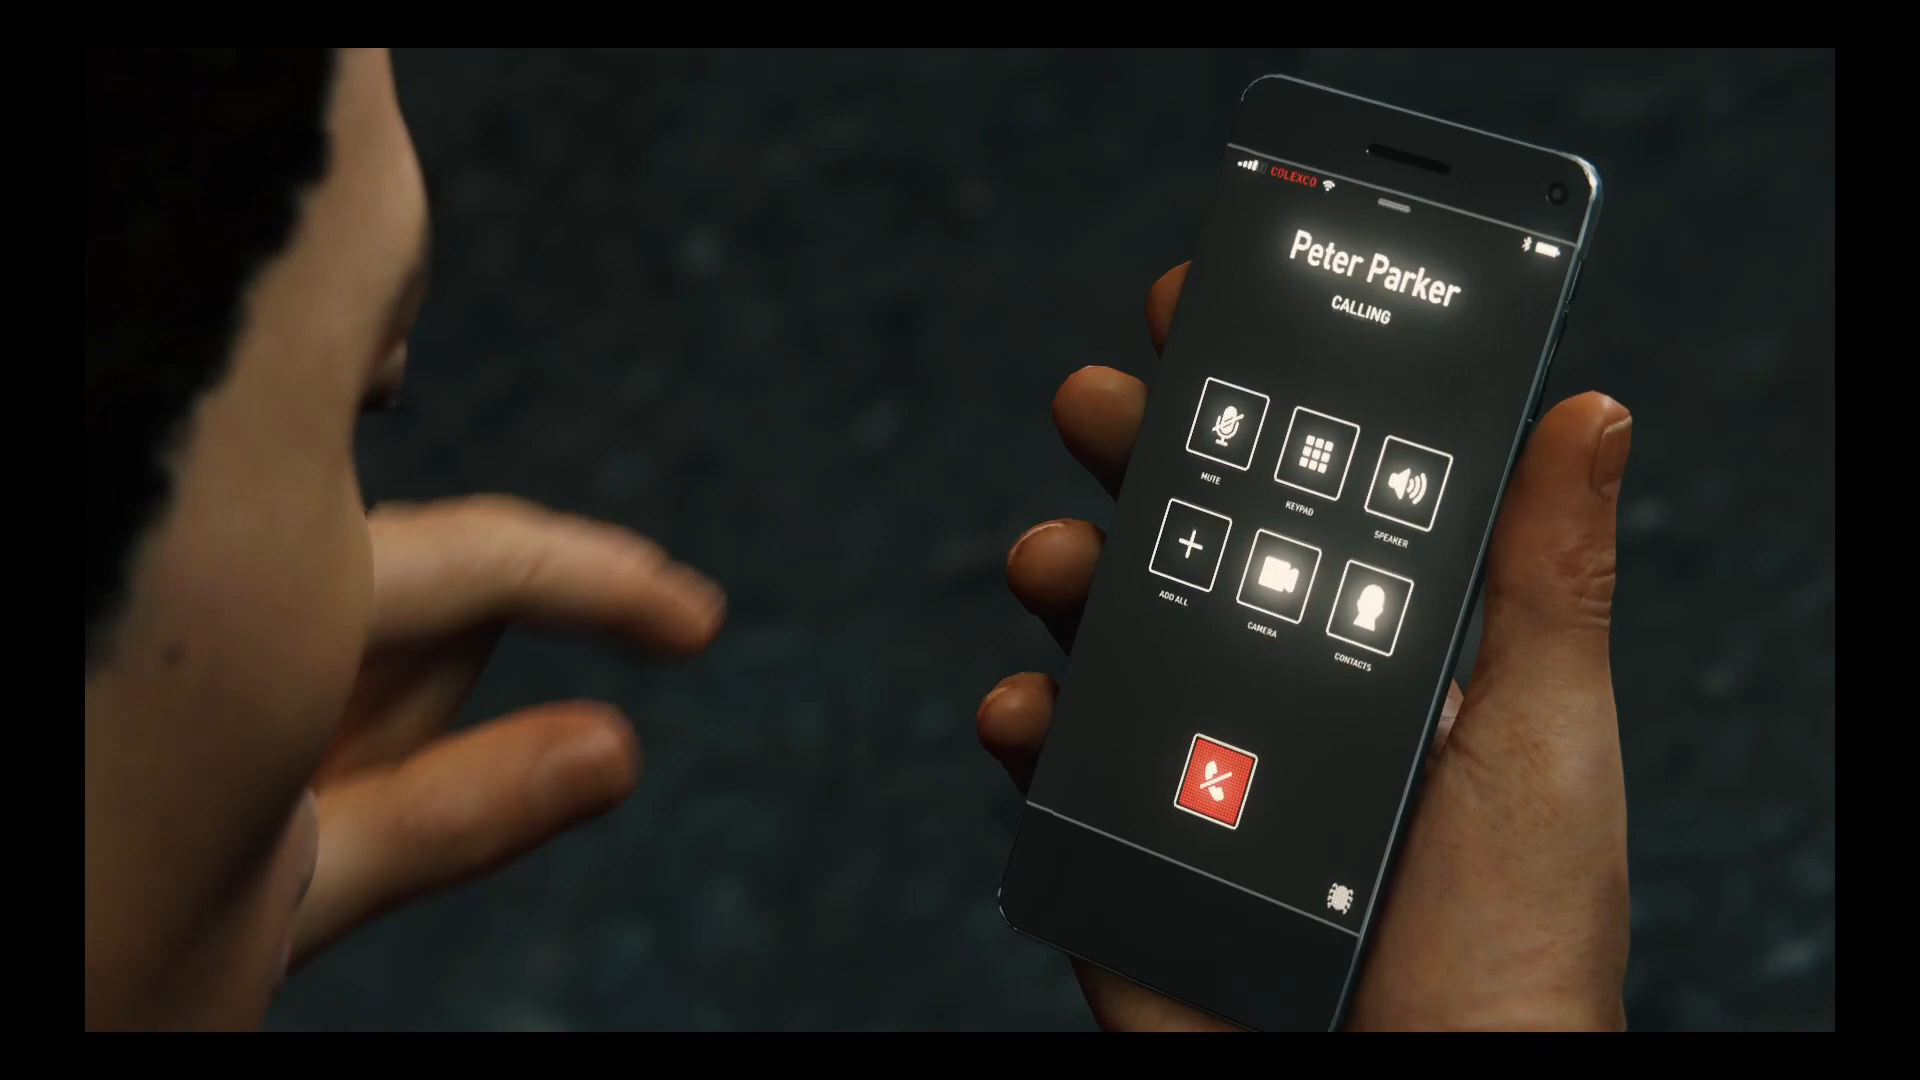 COLEXCO
Peter Parker
CALLING
MUTE
KEYPAD
SPEAKER
ADD ALL
CAMERA
CONTACTS